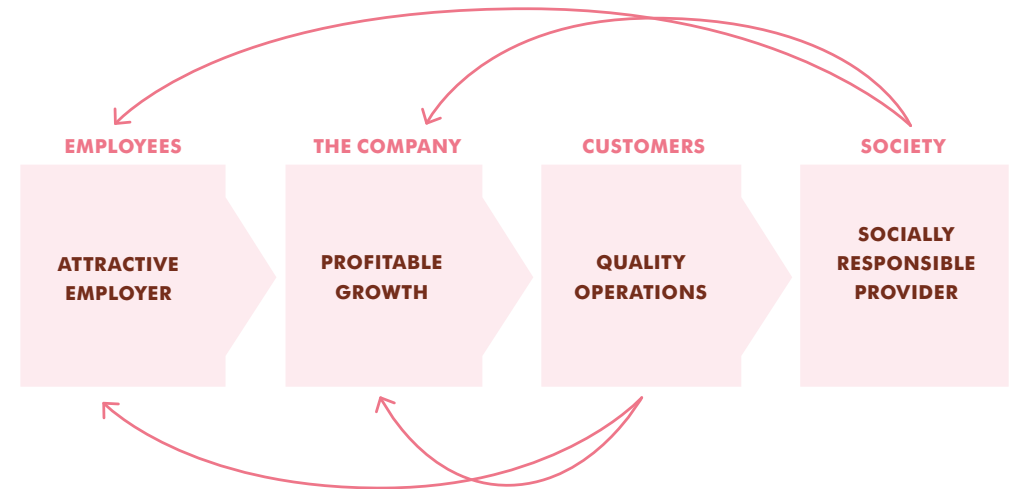 EMPLOYEES
THE COMPANY
CUSTOMERS
SOCIETY
ATTRACTIVE
EMPLOYER
PROFITABLE
GROWTH
QUALITY
OPERATIONS
SOCIALLY
RESPONSIBLE
PROVIDER